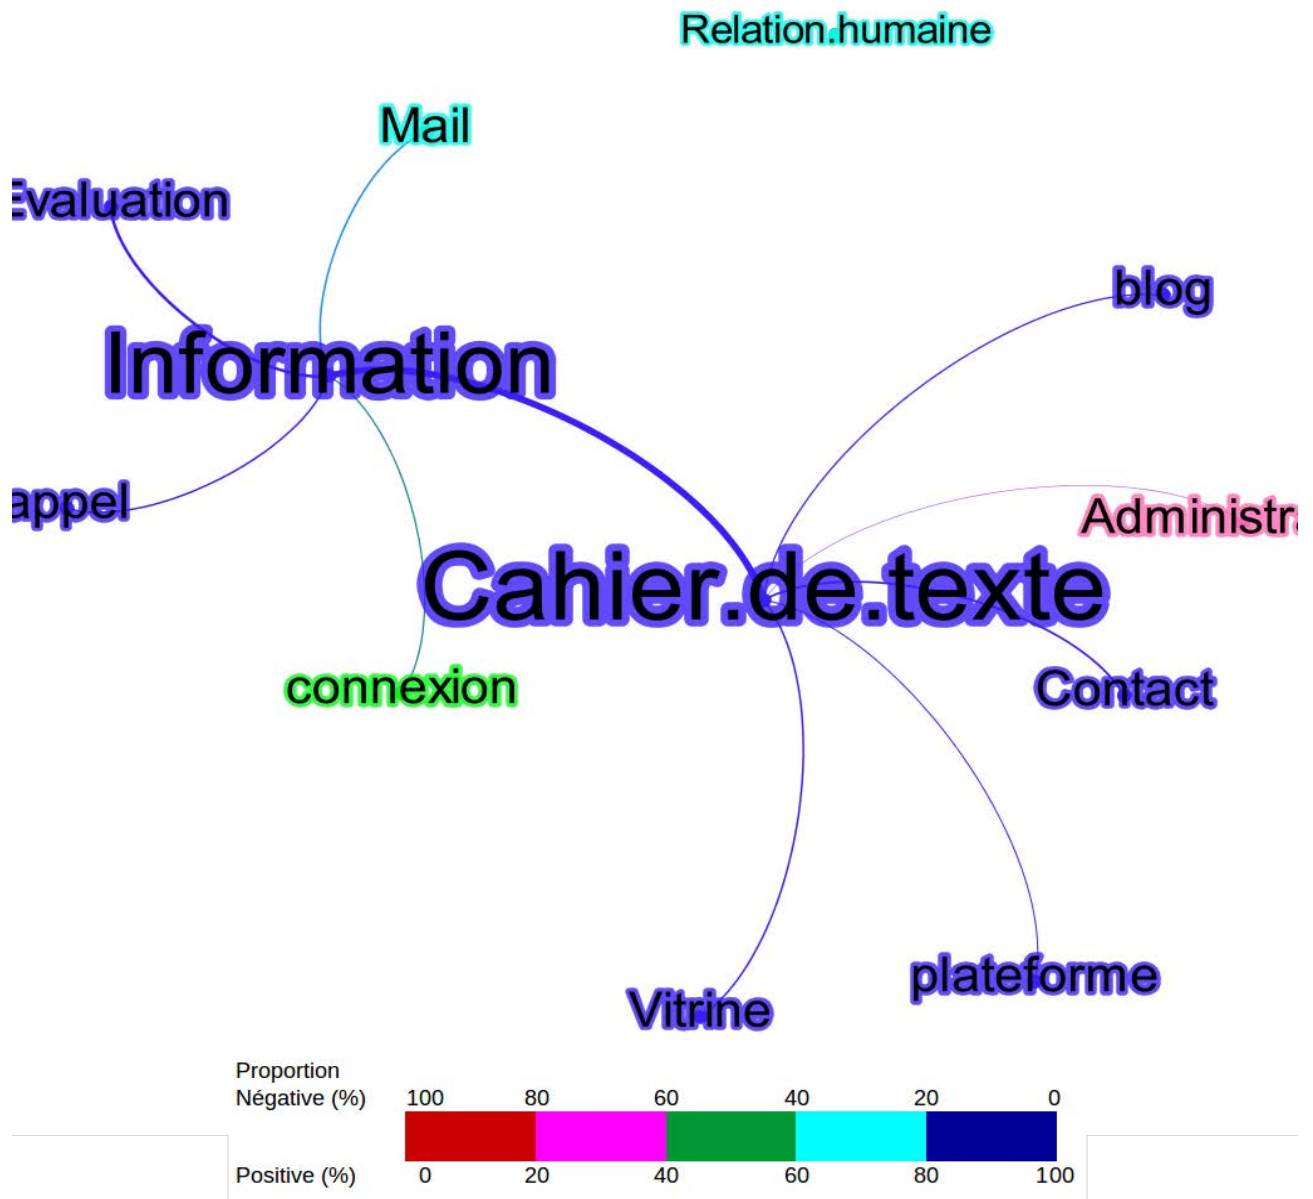 Relation.humaine
Mail
Evaluation
blog
Information
appel
Administra
Cahier.de.texte
connexion
Contact
plateforme
Vitrine
Proportion
Négative (%) 100 80 60 40 20 0
Positive (%) 0 20 40 60 80 100